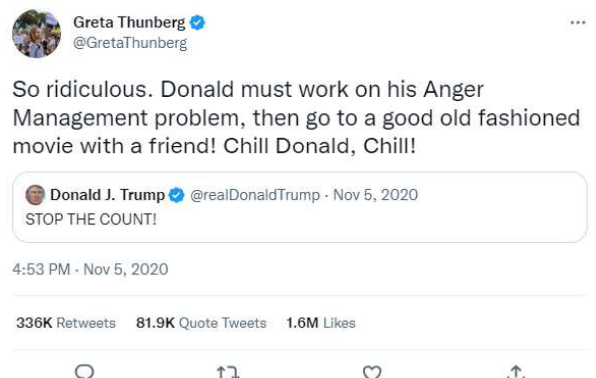 Greta Thunberg
@GretaThunberg
So ridiculous. Donald must work on his Anger
Management problem, then go to a good old fashioned
movie with a friend! Chill Donald, Chill!
Donald J. Trump @realDonaldTrump · Nov 5, 2020
STOP THE COUNT!
4:53 PM · Nov 5, 2020
336K Retweets 81.9K Quote Tweets 1.6M Likes